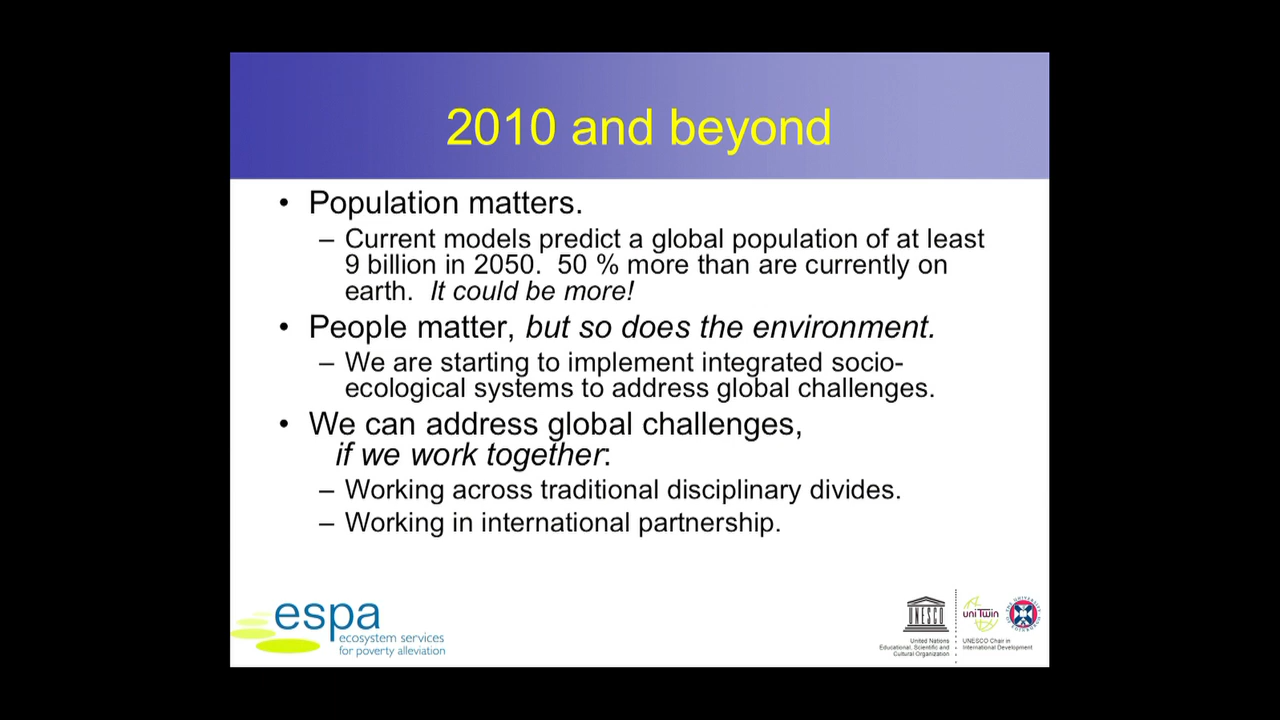 2010 and beyond
• Population matters.
– Current models predict a global population of at least
9 billion in 2050.  50 % more than are currently on
earth.  It could be more!
• People matter, but so does the environment.
– We are starting to implement integrated socio-
ecological systems to address global challenges.
• We can address global challenges,
if we work together:
– Working across traditional disciplinary divides.
– Working in international partnership.
espa
ecosystem services
for poverty alleviation
UNESCO
United Nations
Educational, Scientific and
Cultural Organization
uniTwin
UNESCO Chair in
International Development